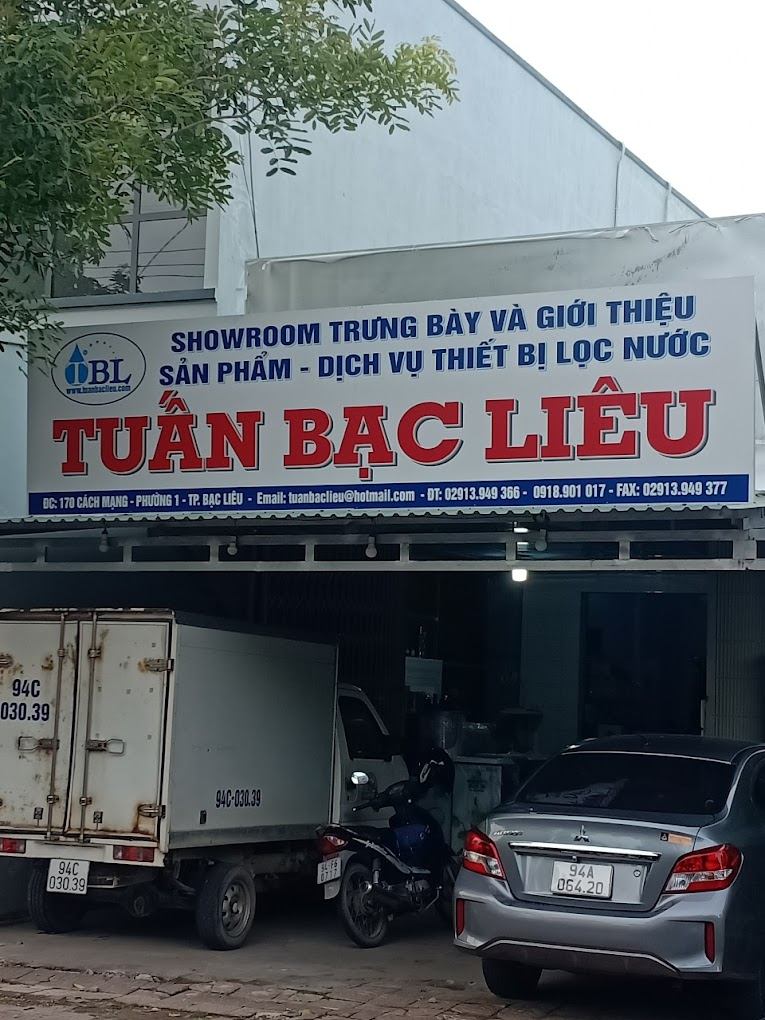 SHOWROOM TRƯNG BÀY VÀ GIỚI THIỆU
SẢN PHẨM - DỊCH VỤ THIẾT BỊ LỌC NƯỚC
BL
www.tuanbaclieu.com
TUẤN BẠC LIÊU
ĐC: 170 CÁCH MẠNG - PHƯỜNG 1 - TP. BẠC LIÊU - Email: tuanbaclieu@hotmail.com - ĐT: 02913.949 366 - 0918.901 017 - FAX: 02913.949 377
94C
030.39
94C-030.39
94C
030.39
0717
94A
064.20